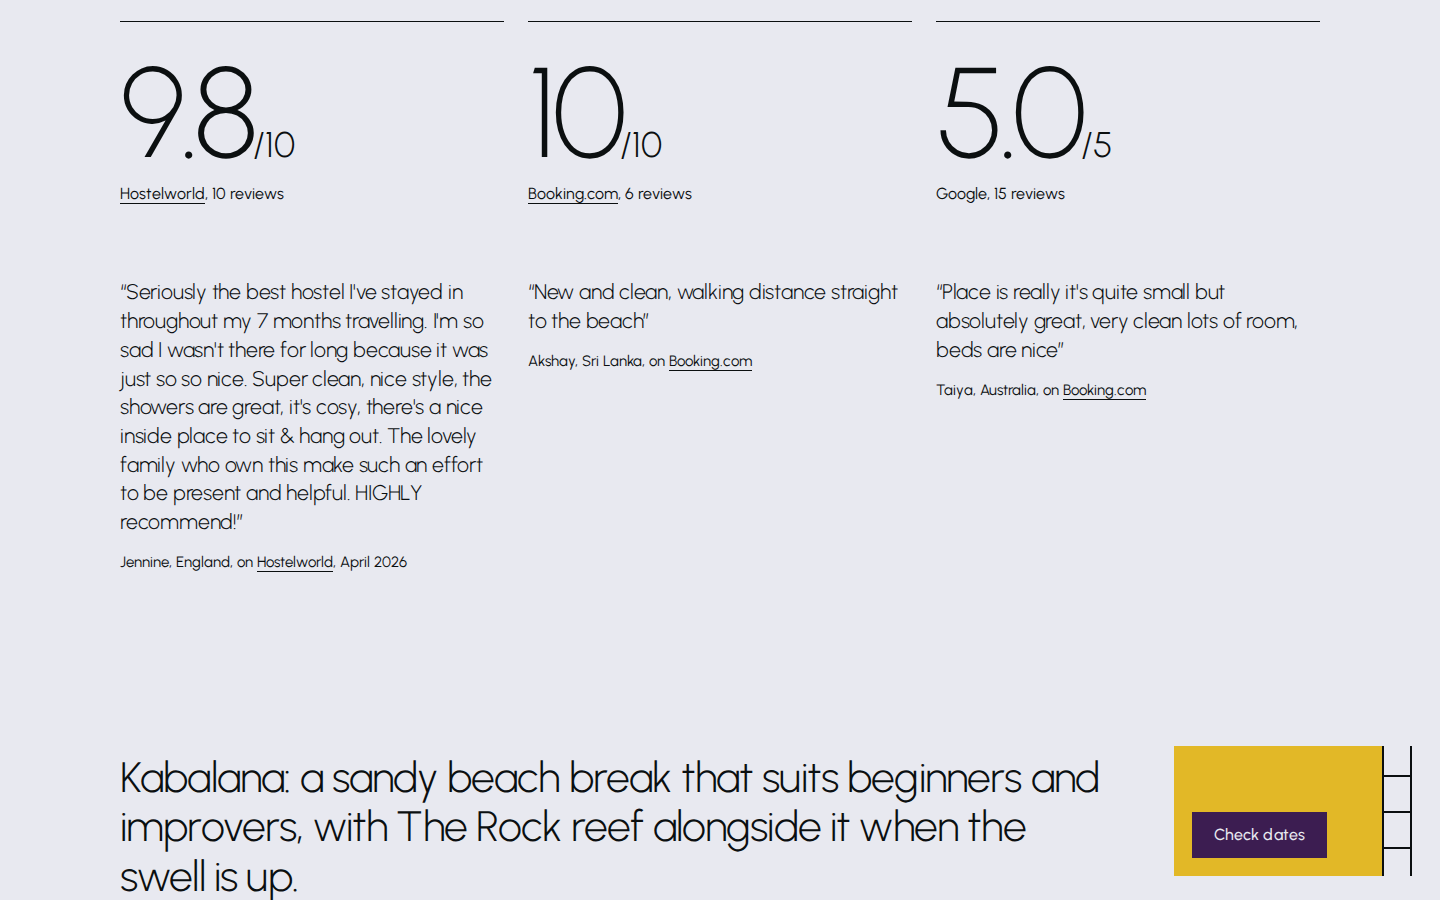 9.8/10
Hostelworld, 10 reviews
10/10
Booking.com, 6 reviews
5.0/5
Google, 15 reviews
“Seriously the best hostel I've stayed in
throughout my 7 months travelling. I'm so
sad I wasn't there for long because it was
just so so nice. Super clean, nice style, the
showers are great, it's cosy, there's a nice
inside place to sit & hang out. The lovely
family who own this make such an effort
to be present and helpful. HIGHLY
recommend!”
Jennine, England, on Hostelworld, April 2026
“New and clean, walking distance straight
to the beach”
Akshay, Sri Lanka, on Booking.com
“Place is really it's quite small but
absolutely great, very clean lots of room,
beds are nice”
Taiya, Australia, on Booking.com
Kabalana: a sandy beach break that suits beginners and
improvers, with The Rock reef alongside it when the
swell is up.
Check dates